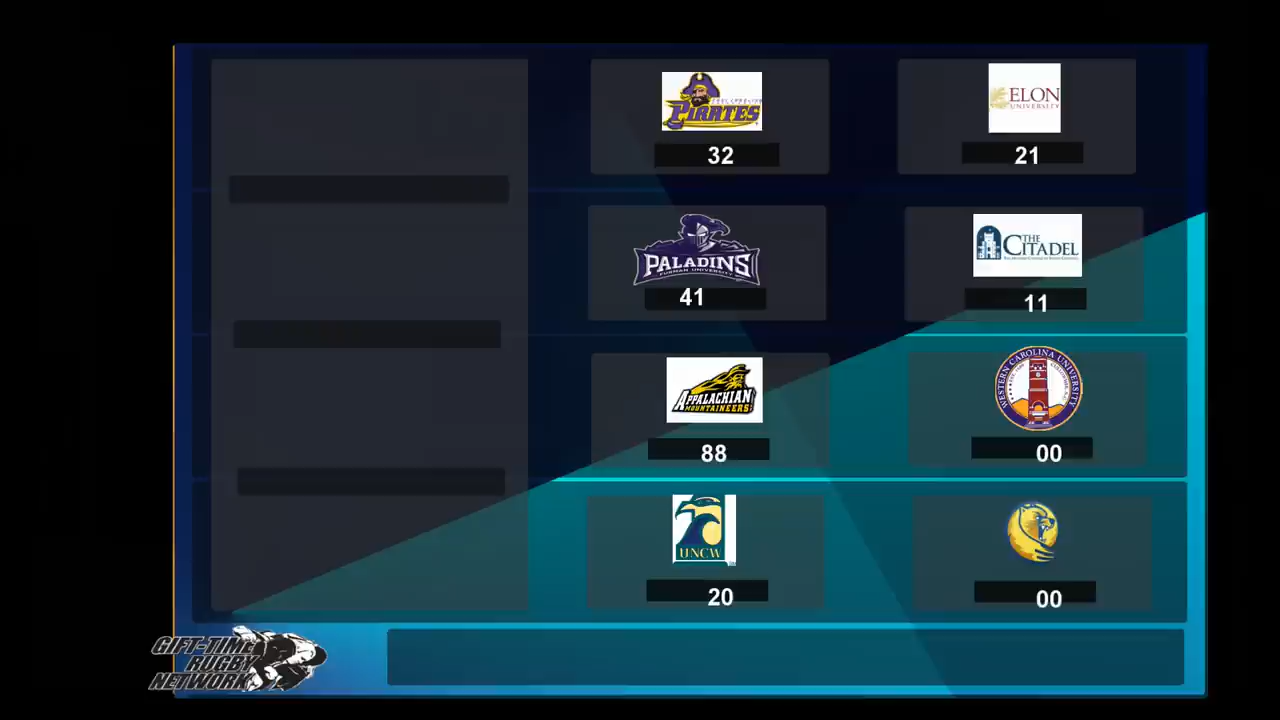 PIRATES
ELON
UNIVERSITY
32
21
PALADINS
FURMAN UNIVERSITY
THE
CITADEL
41
11
APPALACHIAN
MOUNTAINEERS
WESTERN CAROLINA UNIVERSITY
88
00
UNCW
20
00
GIFT-TIME
RUGBY
NETWORK